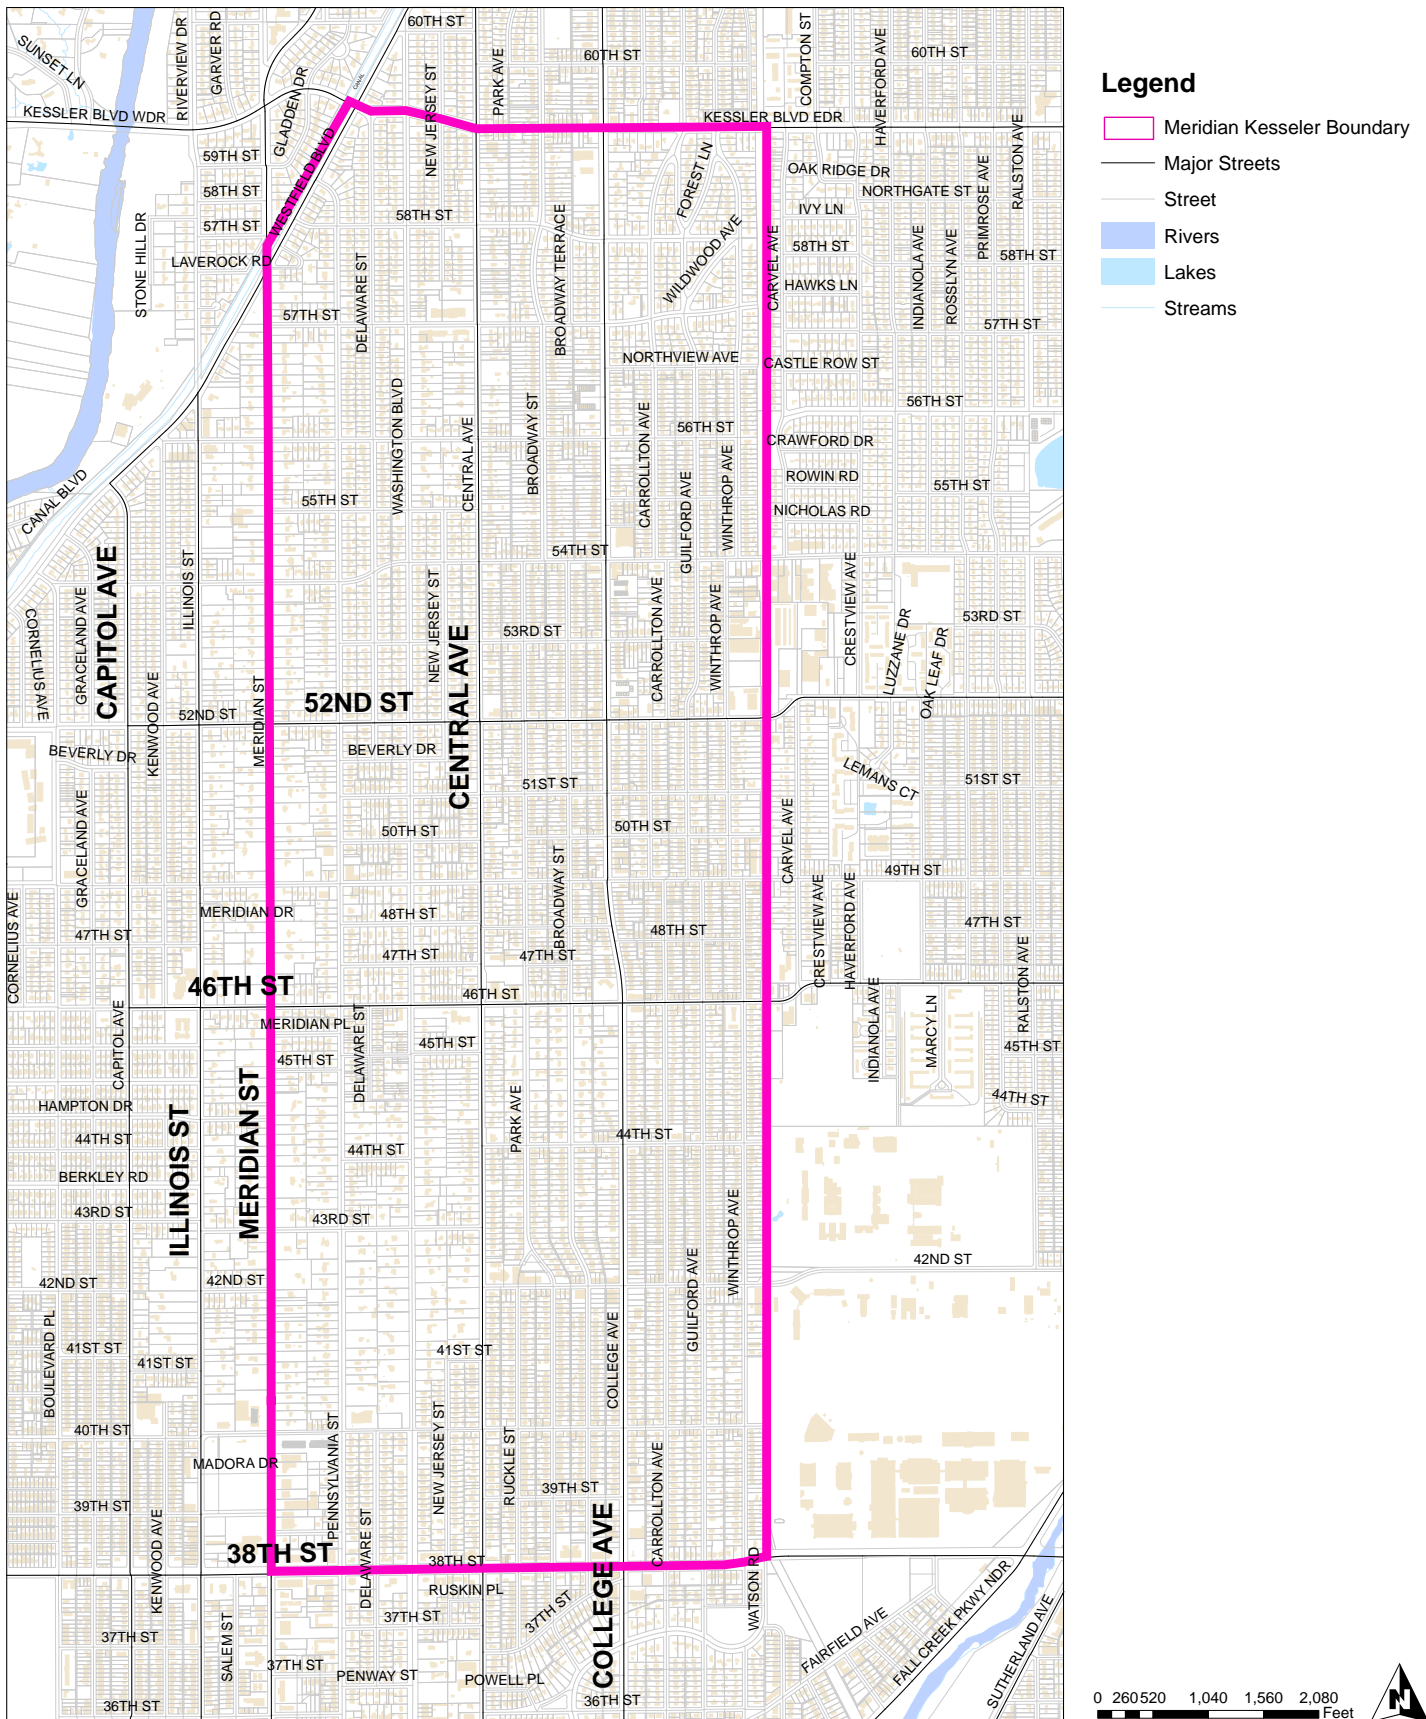 60TH ST
SUNSET LN
RIVERVIEW DR
GARVER RD
GLADDEN DR
CANAL
NEW JERSEY ST
PARK AVE
60TH ST
COMPTON ST
HAVERFORD AVE
60TH ST
KESSLER BLVD WDR
KESSLER BLVD EDR
RALSTON AVE
59TH ST
58TH ST
57TH ST
WESTFIELD BLVD
LAVEROCK RD
STONE HILL DR
58TH ST
FOREST LN
WILDWOOD AVE
OAK RIDGE DR
NORTHGATE ST
PRIMROSE AVE
IVY LN
58TH ST
58TH ST
HAWKS LN
CARVEL AVE
INDIANOLA AVE
ROSSLYN AVE
57TH ST
57TH ST
DELAWARE ST
BROADWAY TERRACE
NORTHVIEW AVE
CASTLE ROW ST
WASHINGTON BLVD
CENTRAL AVE
BROADWAY ST
CARROLLTON AVE
56TH ST
56TH ST
CRAWFORD DR
ROWIN RD
NICHOLAS RD
55TH ST
55TH ST
GUILFORD AVE
WINTHROP AVE
CANAL BLVD
54TH ST
CAPITOL AVE
ILLINOIS ST
CORNELIUS AVE
GRACELAND AVE
NEW JERSEY ST
CENTRAL AVE
53RD ST
CARROLLTON AVE
WINTHROP AVE
CRESTVIEW AVE
LUZZANE DR
OAK LEAF DR
53RD ST
KENWOOD AVE
52ND ST
MERIDIAN ST
52ND ST
BEVERLY DR
BEVERLY DR
51ST ST
LEMANS CT
51ST ST
GRACELAND AVE
50TH ST
50TH ST
CARVEL AVE
BROADWAY ST
49TH ST
CORNELIUS AVE
MERIDIAN DR
48TH ST
48TH ST
47TH ST
47TH ST
47TH ST
47TH ST
CRESTVIEW AVE
HAVERFORD AVE
RALSTON AVE
46TH ST
46TH ST
CAPITOL AVE
MERIDIAN PL
45TH ST
DELAWARE ST
45TH ST
INDIANOLA AVE
MARCY LN
45TH ST
44TH ST
HAMPTON DR
44TH ST
BERKLEY RD
43RD ST
ILLINOIS ST
MERIDIAN ST
44TH ST
PARK AVE
44TH ST
43RD ST
WINTHROP AVE
GUILFORD AVE
42ND ST
42ND ST
42ND ST
BOULEVARD PL
41ST ST
41ST ST
41ST ST
COLLEGE AVE
40TH ST
MADORA DR
PENNSYLVANIA ST
NEW JERSEY ST
RUCKLE ST
39TH ST
39TH ST
CARROLLTON AVE
KENWOOD AVE
DELAWARE ST
38TH ST
38TH ST
COLLEGE AVE
WATSON RD
RUSKIN PL
37TH ST
37TH ST
37TH ST
SALEM ST
37TH ST
PENWAY ST
POWELL PL
36TH ST
36TH ST
FAIRFIELD AVE
FALL CREEK PKWY NDR
SUTHERLAND AVE
Legend
Meridian Kesseler Boundary
Major Streets
Street
Rivers
Lakes
Streams
0 260 520 1,040 1,560 2,080
Feet
N